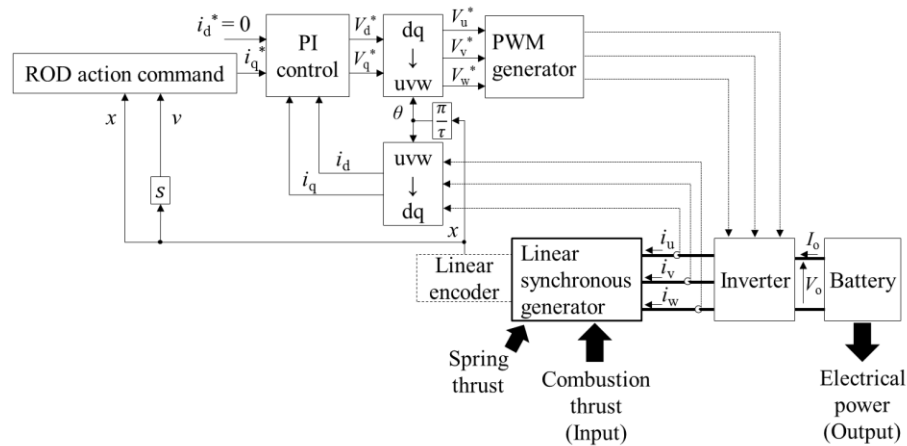 i_d^* = 0
i_q^*
ROD action command
x
v
s
PI
control
V_d^*
V_q^*
dq
↓
uvw
V_u^*
V_v^*
V_w^*
PWM
generator
θ
π
τ
uvw
↓
dq
i_d
i_q
x
Linear
encoder
Linear
synchronous
generator
i_u
i_v
i_w
Inverter
I_o
V_o
Battery
Spring
thrust
Combustion
thrust
(Input)
Electrical
power
(Output)